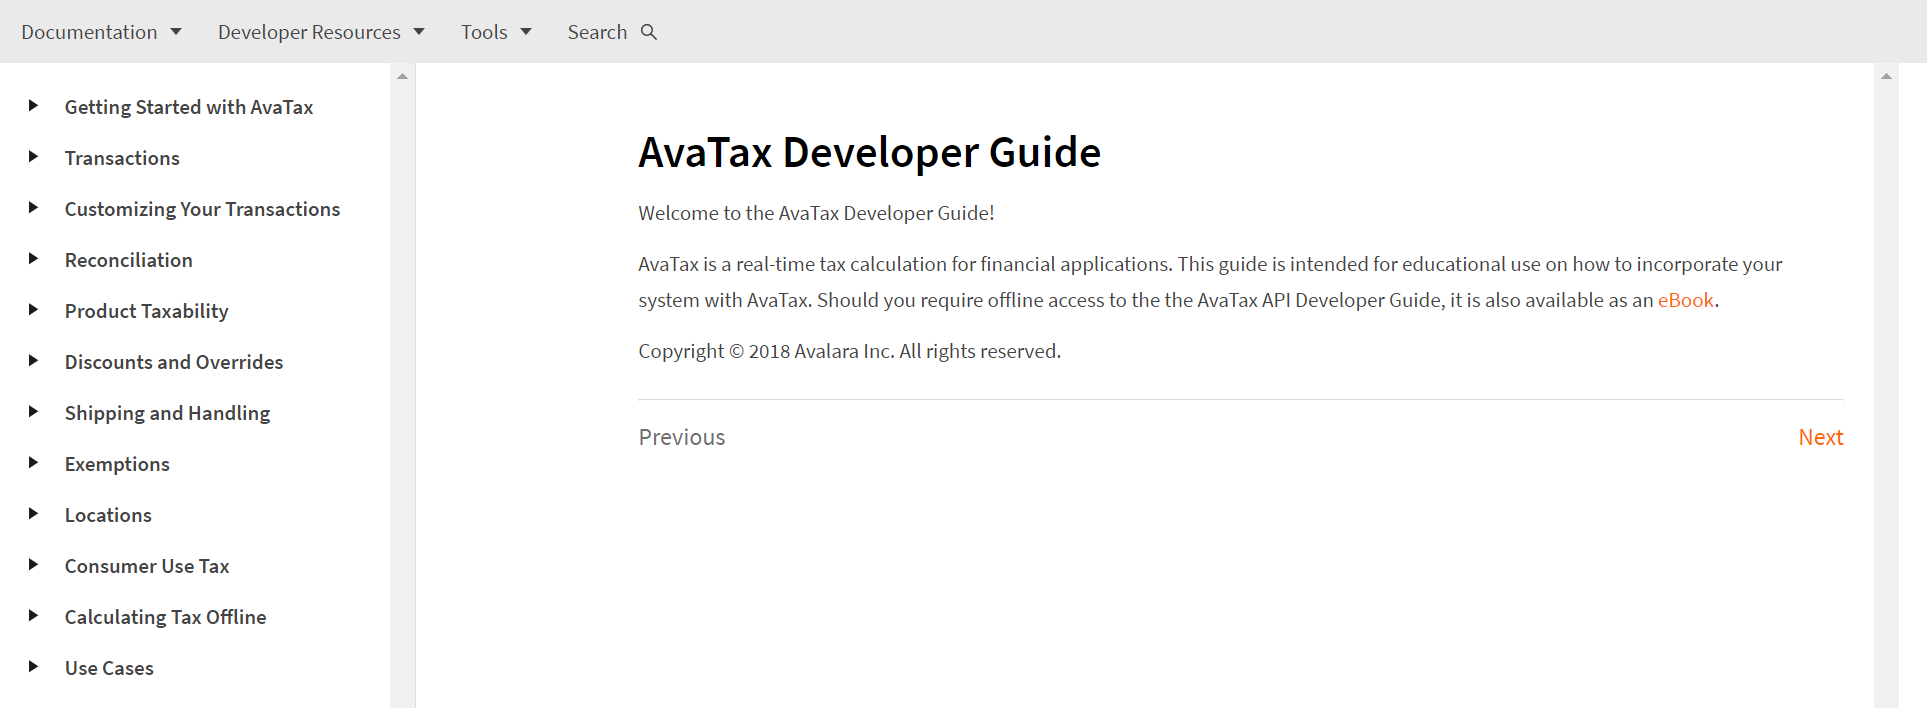 Documentation Developer Resources Tools Search
Getting Started with AvaTax
Transactions
Customizing Your Transactions
Reconciliation
Product Taxability
Discounts and Overrides
Shipping and Handling
Exemptions
Locations
Consumer Use Tax
Calculating Tax Offline
Use Cases
AvaTax Developer Guide
Welcome to the AvaTax Developer Guide!
AvaTax is a real-time tax calculation for financial applications. This guide is intended for educational use on how to incorporate your
system with AvaTax. Should you require offline access to the the AvaTax API Developer Guide, it is also available as an eBook.
Copyright © 2018 Avalara Inc. All rights reserved.
Previous Next